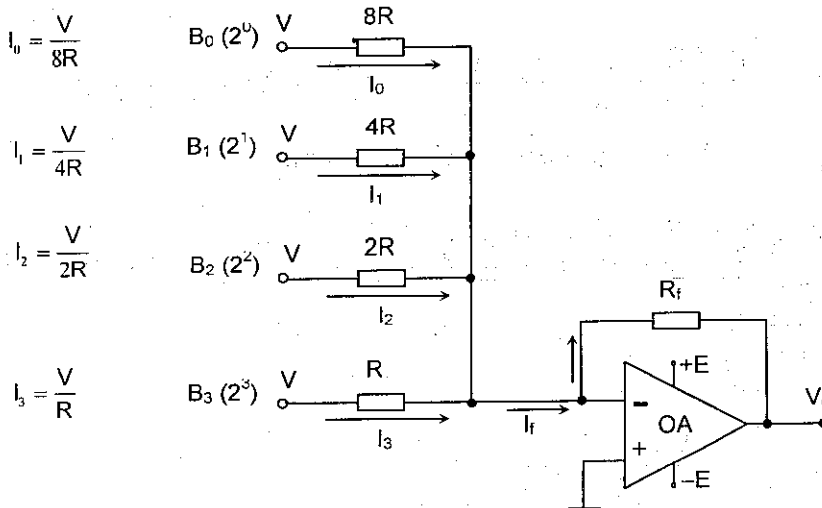 I₀ = V/8R B₀ (2⁰) V 8R
I₀
I₁ = V/4R B₁ (2¹) V 4R
I₁
I₂ = V/2R B₂ (2²) V 2R
I₂
R_f
I₃ = V/R B₃ (2³) V R
I₃ I_f
+E
V
− OA
+
−E